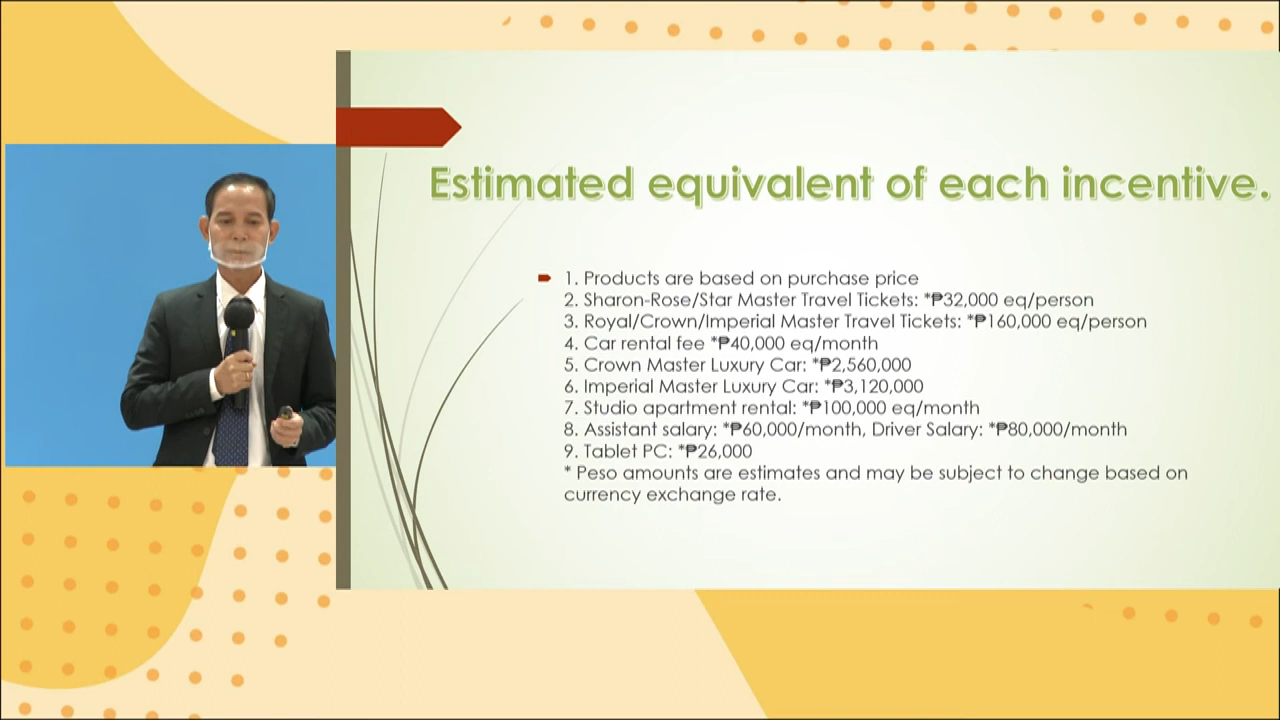 Estimated equivalent of each incentive.
1. Products are based on purchase price
2. Sharon-Rose/Star Master Travel Tickets: *₱32,000 eq/person
3. Royal/Crown/Imperial Master Travel Tickets: *₱160,000 eq/person
4. Car rental fee *₱40,000 eq/month
5. Crown Master Luxury Car: *₱2,560,000
6. Imperial Master Luxury Car: *₱3,120,000
7. Studio apartment rental: *₱100,000 eq/month
8. Assistant salary: *₱60,000/month, Driver Salary: *₱80,000/month
9. Tablet PC: *₱26,000
* Peso amounts are estimates and may be subject to change based on
currency exchange rate.